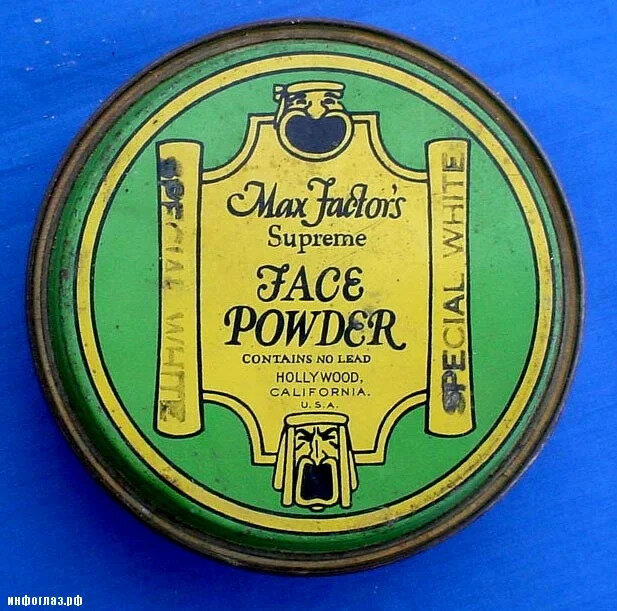 Max Factor's
Supreme
FACE
POWDER
CONTAINS NO LEAD
HOLLYWOOD,
CALIFORNIA.
U.S.A.
SPECIAL WHITE
SPECIAL WHITE
инфоглаз.рф